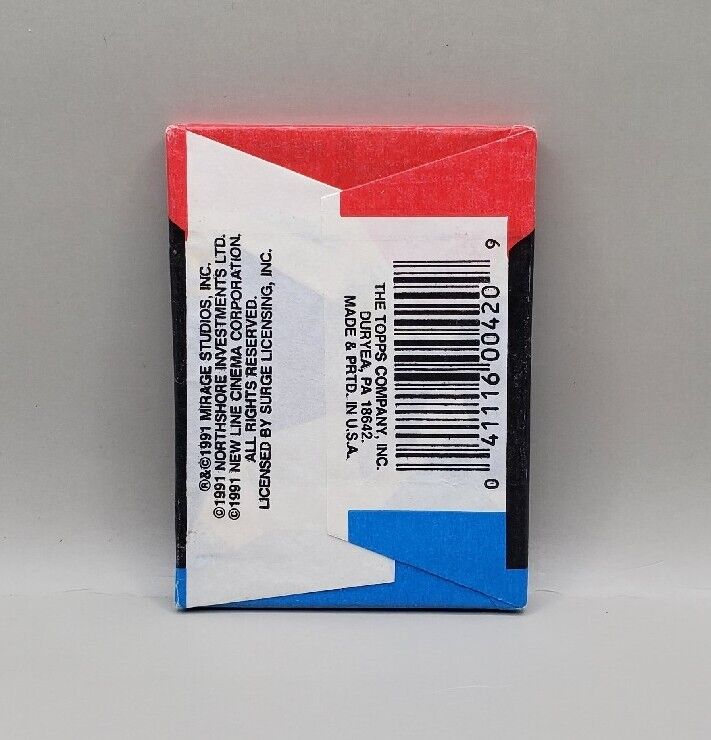 ®&©1991 MIRAGE STUDIOS, INC.
©1991 NORTHSHORE INVESTMENTS LTD.
©1991 NEW LINE CINEMA CORPORATION.
ALL RIGHTS RESERVED.
LICENSED BY SURGE LICENSING, INC.
THE TOPPS COMPANY, INC.
DURYEA, PA 18642.
MADE & PRTD. IN U.S.A.
0 41116 00420 9